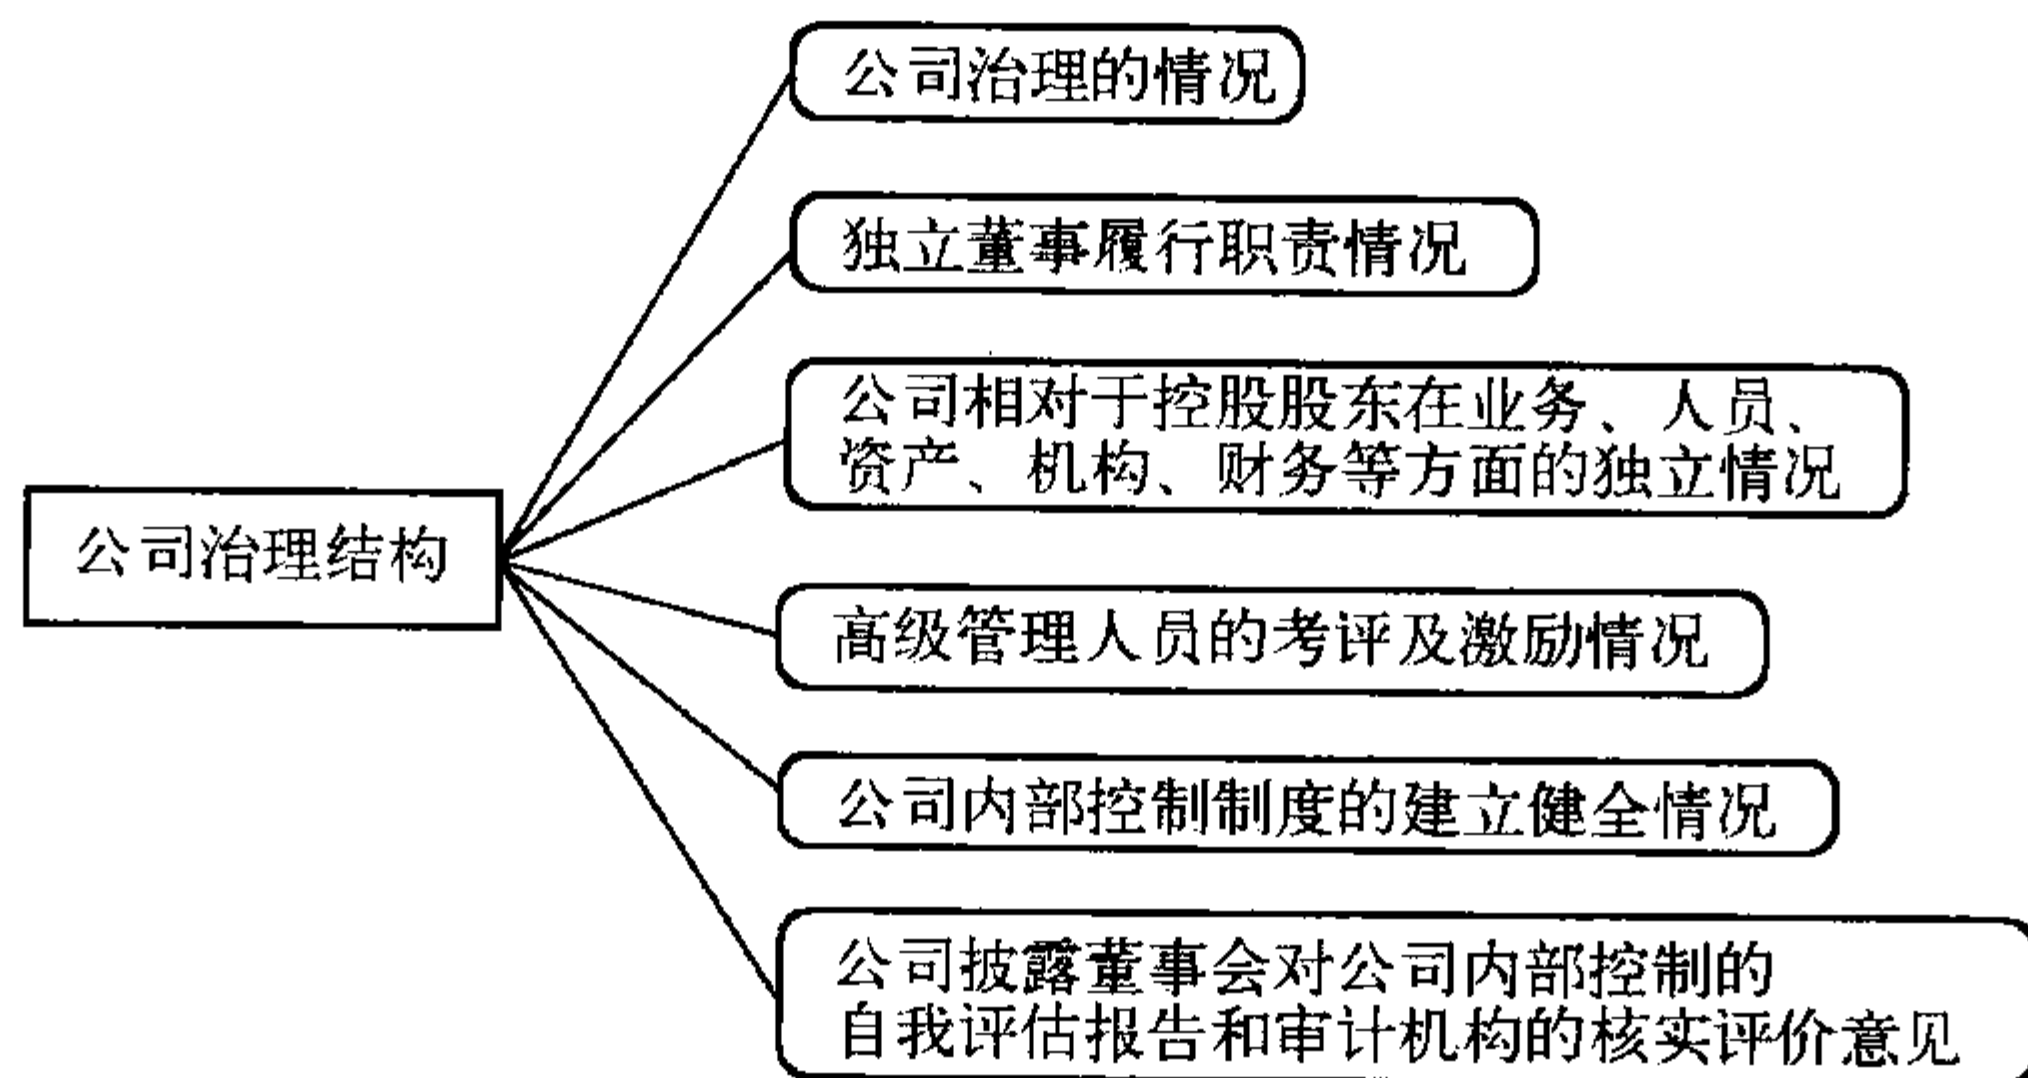 公司治理的情况
独立董事履行职责情况
公司相对于控股股东在业务、人员、
资产、机构、财务等方面的独立情况
公司治理结构
高级管理人员的考评及激励情况
公司内部控制制度的建立健全情况
公司披露董事会对公司内部控制的
自我评估报告和审计机构的核实评价意见